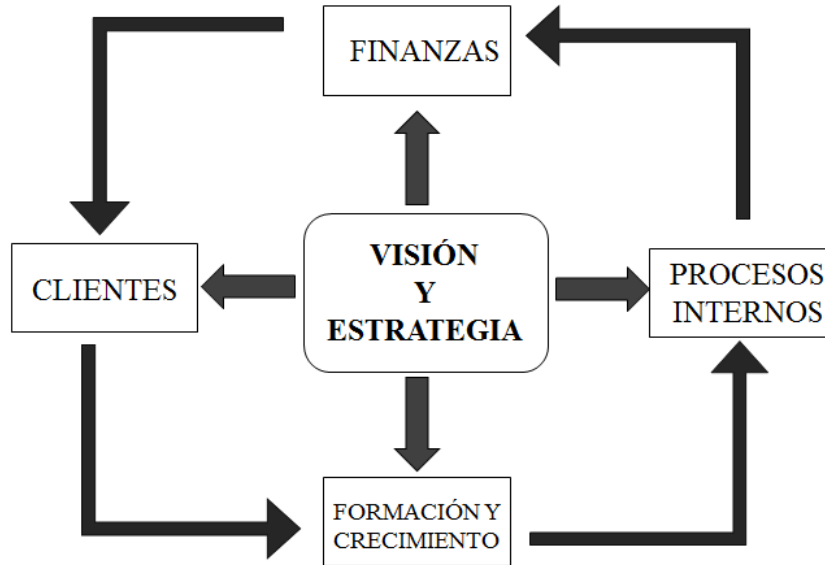 FINANZAS
CLIENTES
VISIÓN
Y
ESTRATEGIA
PROCESOS
INTERNOS
FORMACIÓN Y
CRECIMIENTO